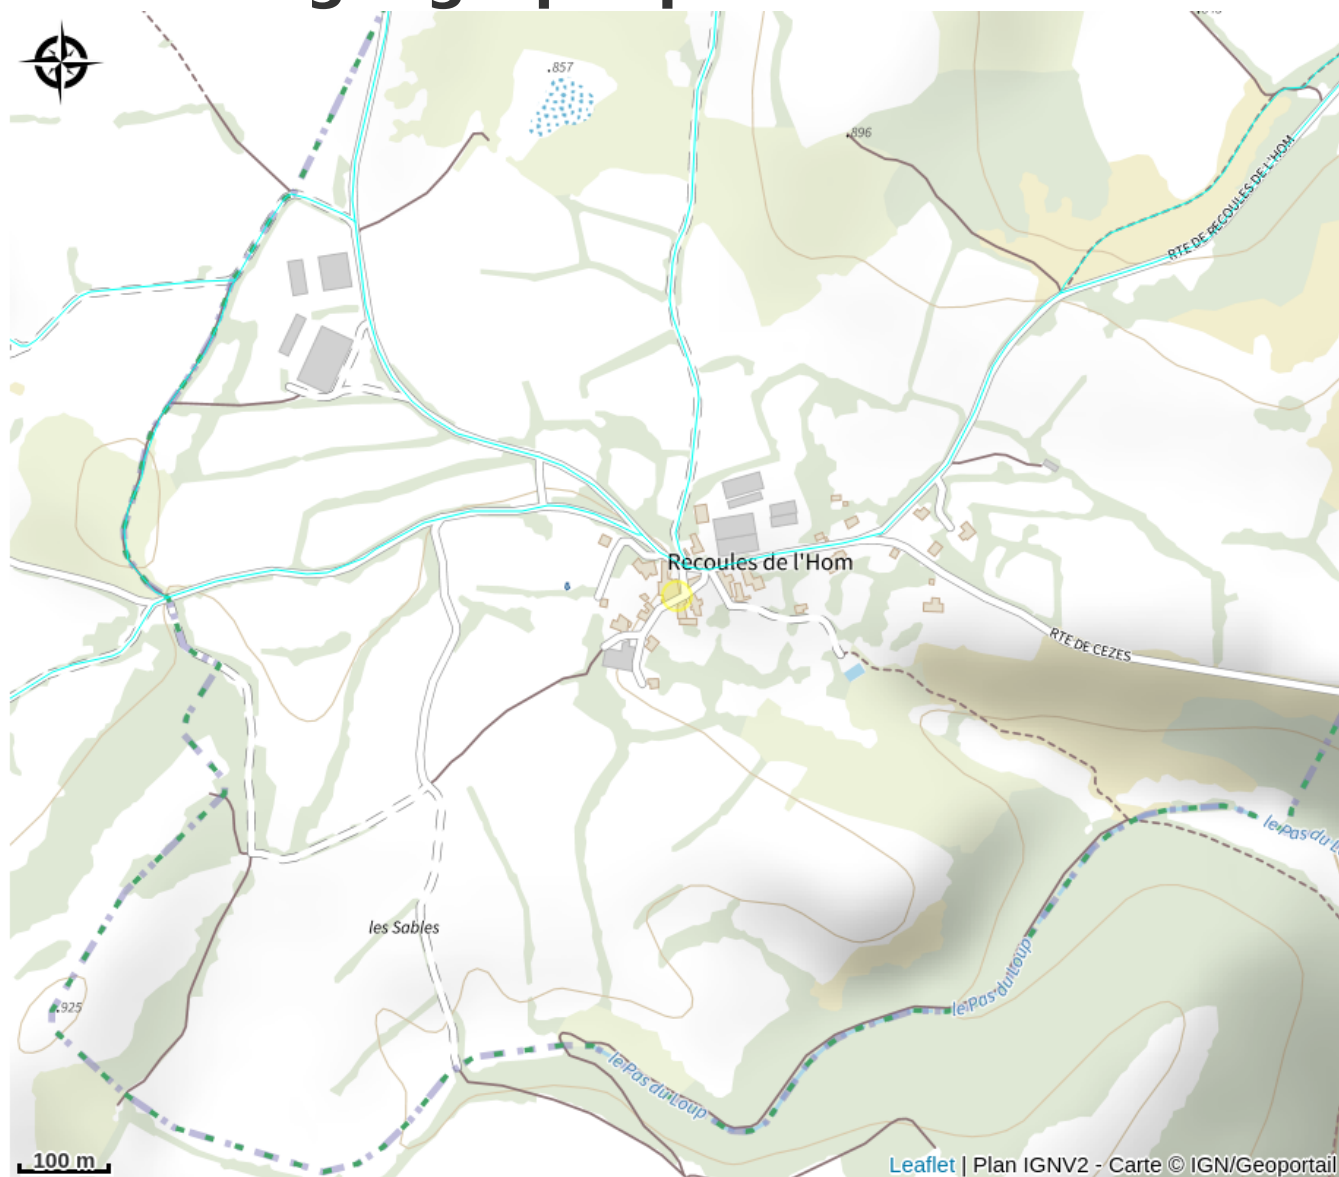 857
896
RTE DE RECOULES DE L'HOM
Recoules de l'Hom
RTE DE CEZES
le Pas du
les Sables
le Pas du Loup
925
le Pas du Loup
100 m
Leaflet | Plan IGNV2 - Carte © IGN/Geoportail